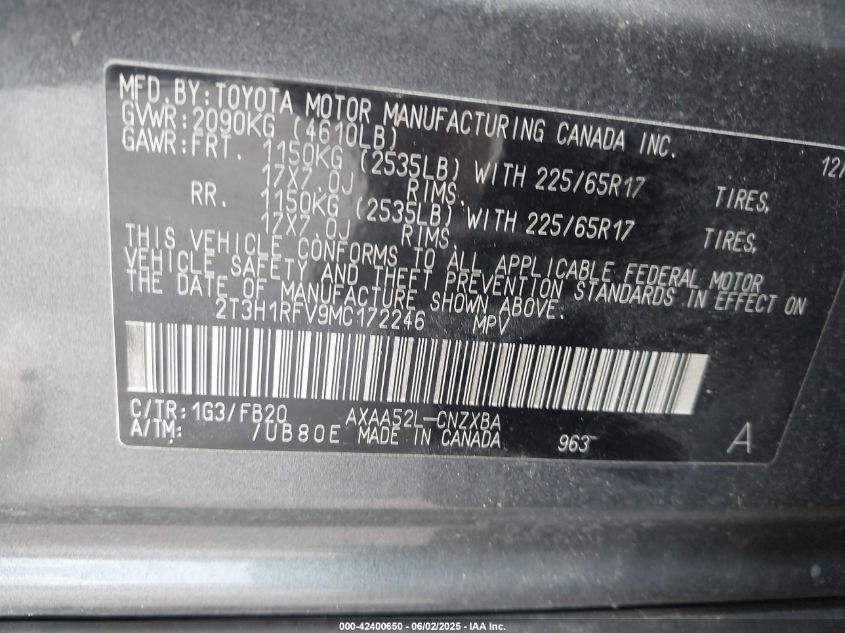 MFD. BY: TOYOTA MOTOR MANUFACTURING CANADA INC.
GVWR: 2090KG (4610LB) 12/
GAWR: FRT. 1150KG (2535LB) WITH 225/65R17 TIRES,
17X7.0J RIMS.
RR. 1150KG (2535LB) WITH 225/65R17 TIRES,
17X7.0J RIMS.
THIS VEHICLE CONFORMS TO ALL APPLICABLE FEDERAL MOTOR
VEHICLE SAFETY AND THEFT PREVENTION STANDARDS IN EFFECT ON
THE DATE OF MANUFACTURE SHOWN ABOVE.
2T3H1RFV9MC172246 MPV
C/TR: 1G3/FB20 AXAA52L-CNZXBA
A/TM: /UB80E MADE IN CANADA 963 A
000-42400650 - 06/02/2025 - IAA Inc.